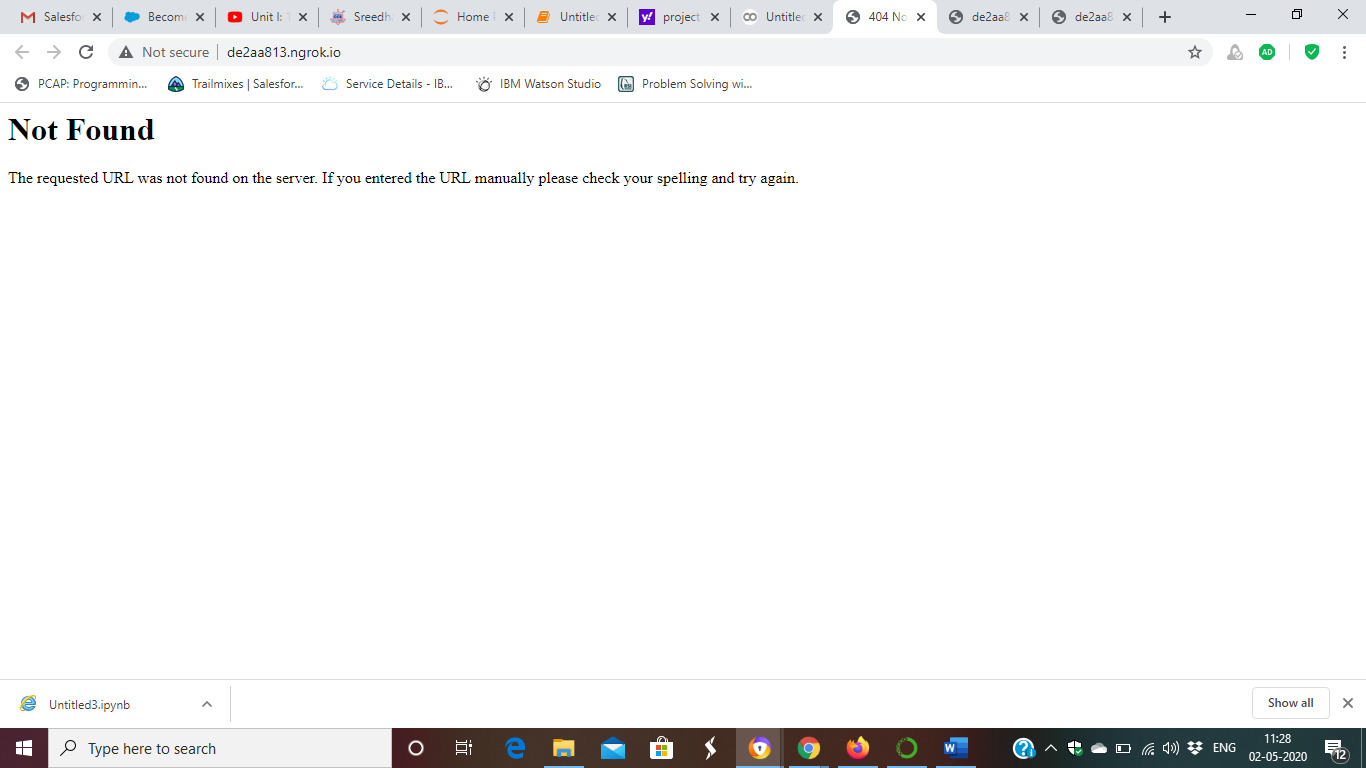 Salesfo
Becom
Unit I:
Sreedh
Home
Untitle
project
Untitle
404 No
de2aa8
de2aa8
Not secure
de2aa813.ngrok.io
AD
PCAP: Programmin...
Trailmixes | Salesfor...
Service Details - IB...
IBM Watson Studio
Problem Solving wi...
Not Found
The requested URL was not found on the server. If you entered the URL manually please check your spelling and try again.
Untitled3.ipynb
Show all
Type here to search
ENG
11:28
02-05-2020
12